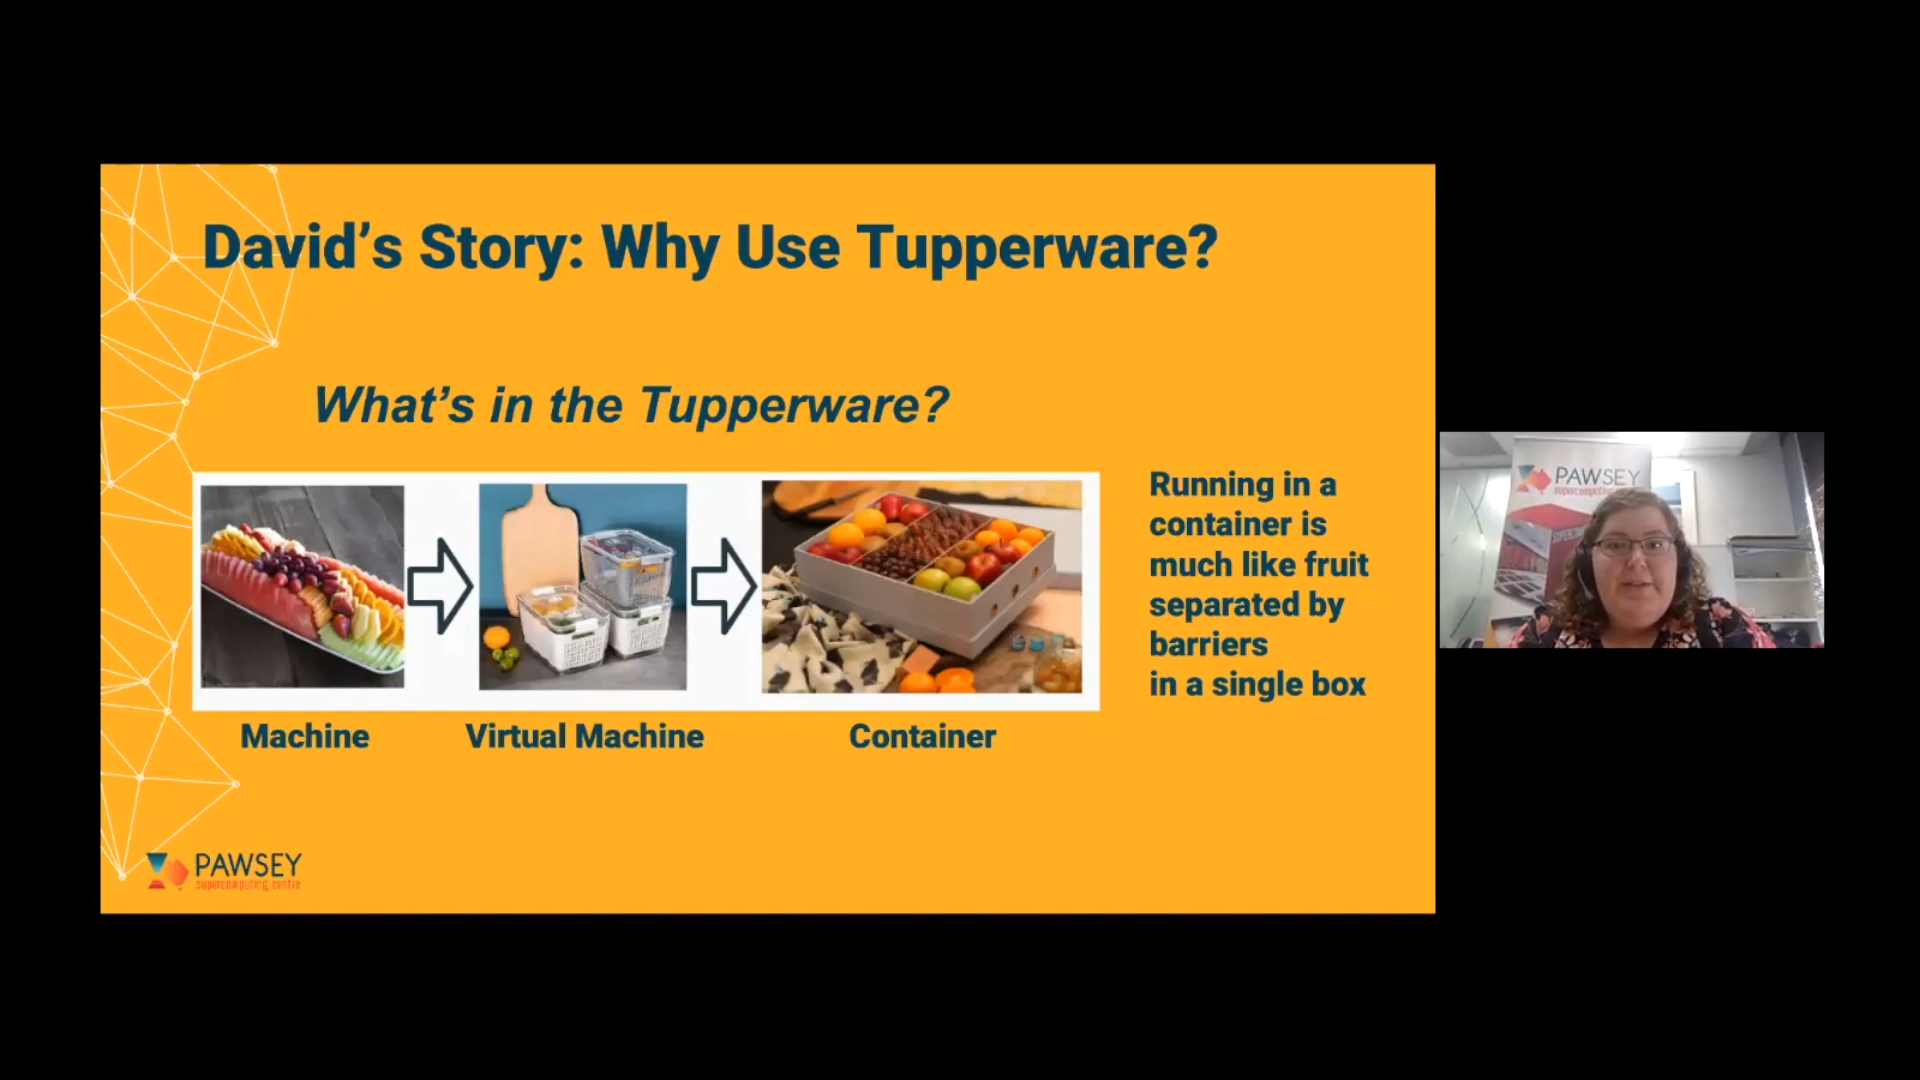 David's Story: Why Use Tupperware?
What's in the Tupperware?
Running in a
container is
much like fruit
separated by
barriers
in a single box
Machine
Virtual Machine
Container
PAWSEY
supercomputing centre
PAWSEY